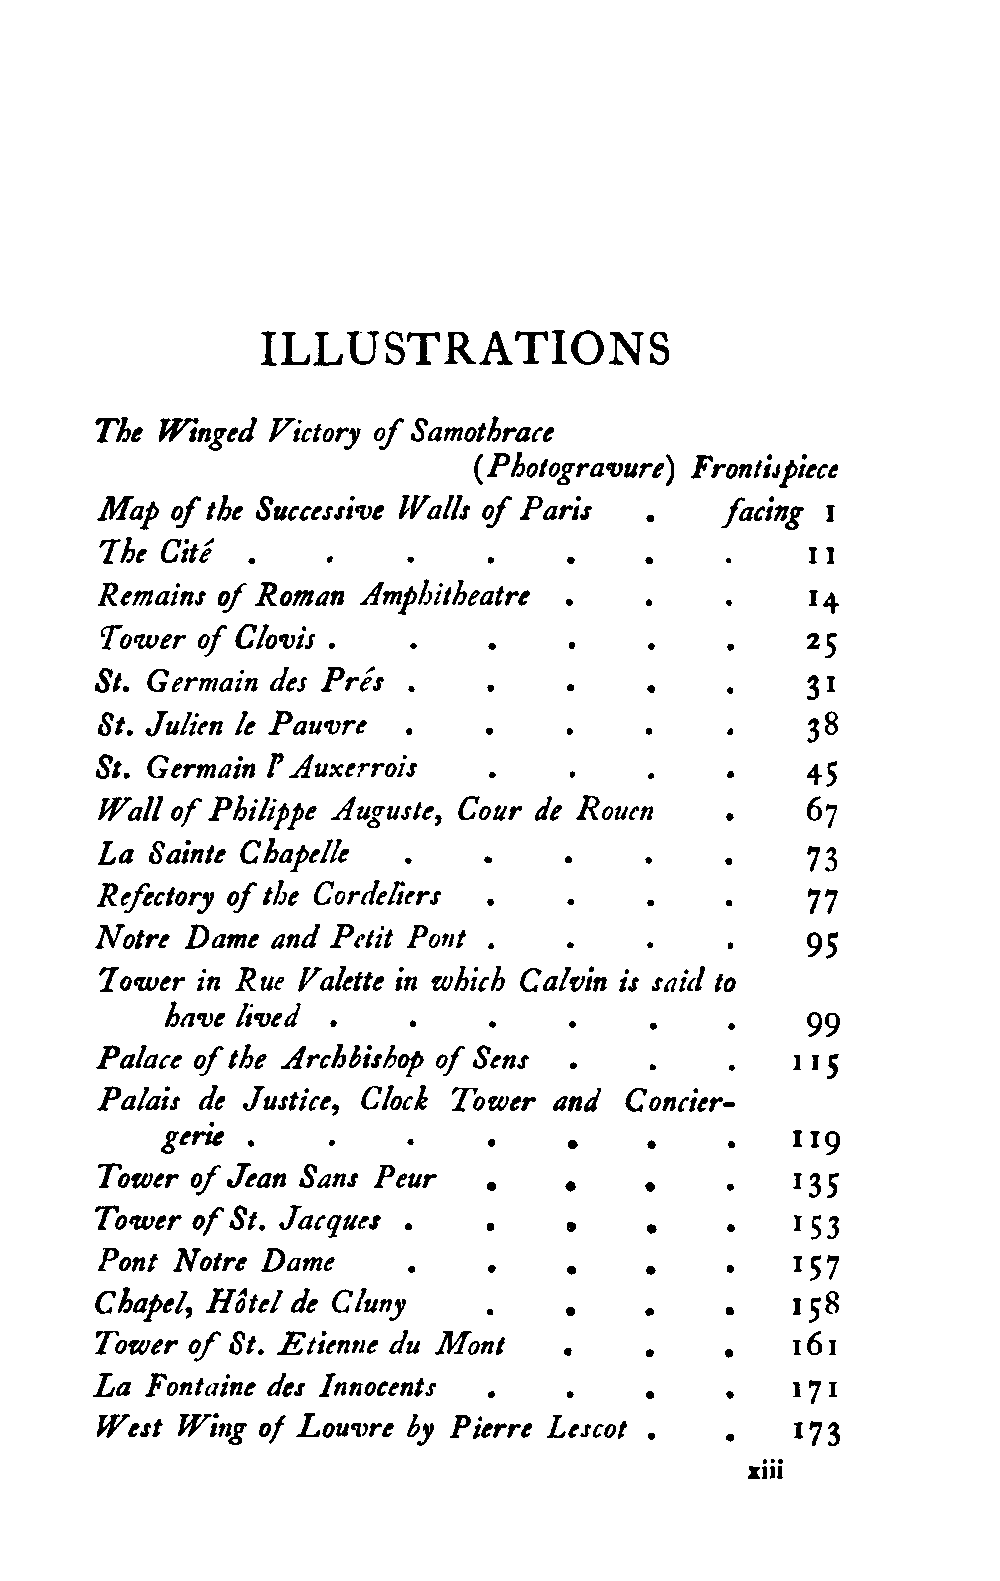 ILLUSTRATIONS
The Winged Victory of Samothrace
(Photogravure) Frontispiece
Map of the Successive Walls of Paris . facing 1
The Cité . . . . . . . 11
Remains of Roman Amphitheatre . . . 14
Tower of Clovis . . . . . . 25
St. Germain des Prés . . . . . 31
St. Julien le Pauvre . . . . . 38
St. Germain l'Auxerrois . . . . 45
Wall of Philippe Auguste, Cour de Rouen . 67
La Sainte Chapelle . . . . . 73
Refectory of the Cordeliers . . . . 77
Notre Dame and Petit Pont . . . . 95
Tower in Rue Valette in which Calvin is said to
have lived . . . . . . 99
Palace of the Archbishop of Sens . . . 115
Palais de Justice, Clock Tower and Concier-
gerie . . . . . . . 119
Tower of Jean Sans Peur . . . . 135
Tower of St. Jacques . . . . . 153
Pont Notre Dame . . . . . 157
Chapel, Hôtel de Cluny . . . . 158
Tower of St. Etienne du Mont . . . 161
La Fontaine des Innocents . . . . 171
West Wing of Louvre by Pierre Lescot . . 173
xiii